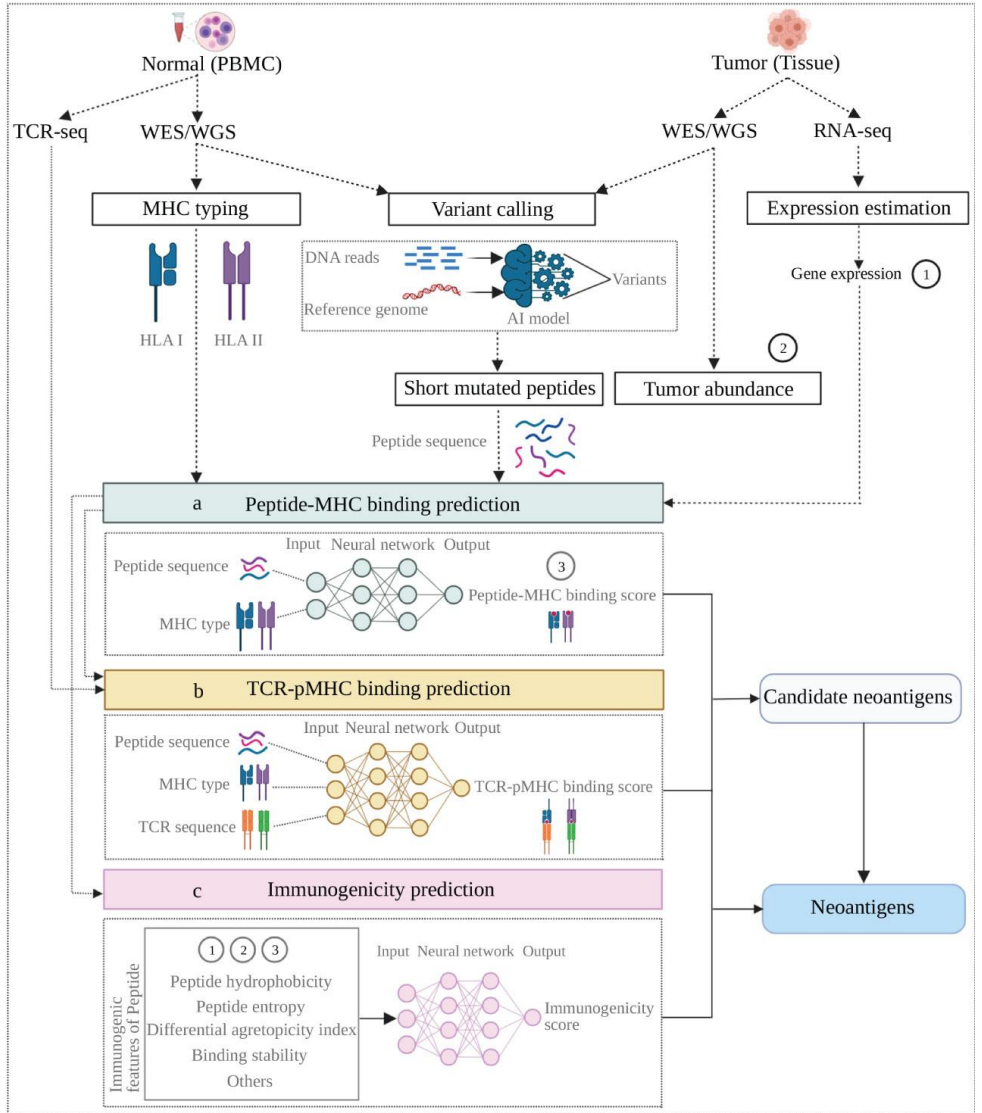 Normal (PBMC)
Tumor (Tissue)
TCR-seq
WES/WGS
WES/WGS
RNA-seq
MHC typing
Variant calling
Expression estimation
HLA I
HLA II
DNA reads
Reference genome
AI model
Variants
Gene expression
1
2
Short mutated peptides
Tumor abundance
Peptide sequence
a Peptide-MHC binding prediction
Input Neural network Output
Peptide sequence
MHC type
3
Peptide-MHC binding score
b TCR-pMHC binding prediction
Input Neural network Output
Peptide sequence
MHC type
TCR sequence
TCR-pMHC binding score
Candidate neoantigens
c Immunogenicity prediction
Neoantigens
Immunogenic
features of Peptide
1 2 3
Peptide hydrophobicity
Peptide entropy
Differential agretopicity index
Binding stability
Others
Input Neural network Output
Immunogenicity
score